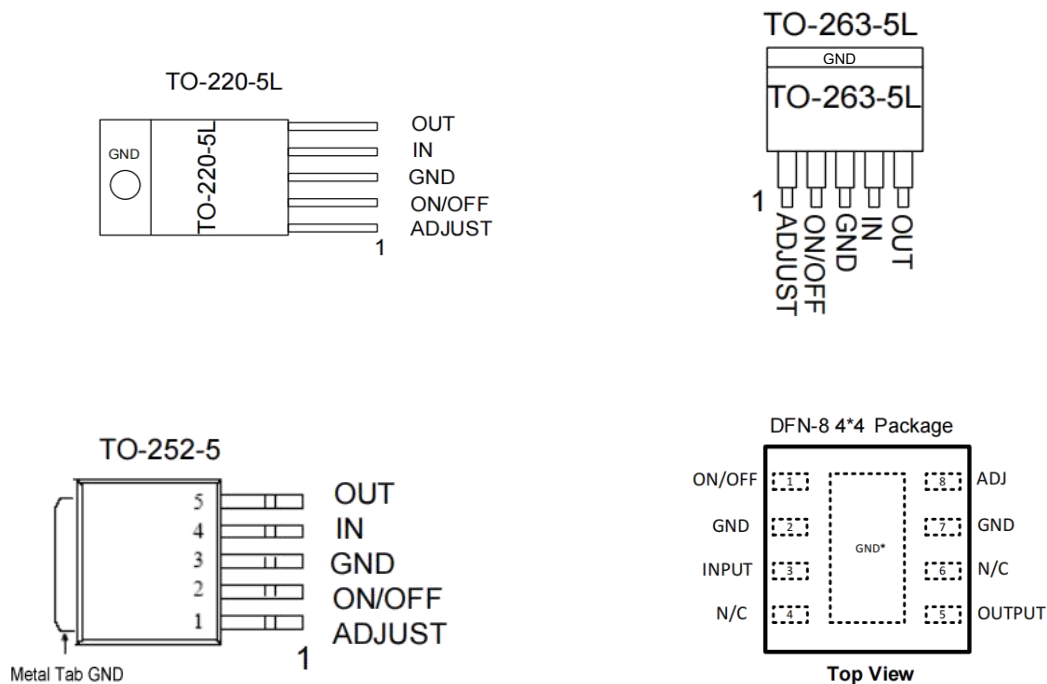 TO-220-5L
GND
TO-220-5L
OUT
IN
GND
ON/OFF
ADJUST
1
TO-263-5L
GND
TO-263-5L
1
ADJUST
ON/OFF
GND
IN
OUT
TO-252-5
5 OUT
4 IN
3 GND
2 ON/OFF
1 ADJUST
1
Metal Tab GND
DFN-8 4*4 Package
ON/OFF 1 8 ADJ
GND 2 7 GND
GND*
INPUT 3 6 N/C
N/C 4 5 OUTPUT
Top View